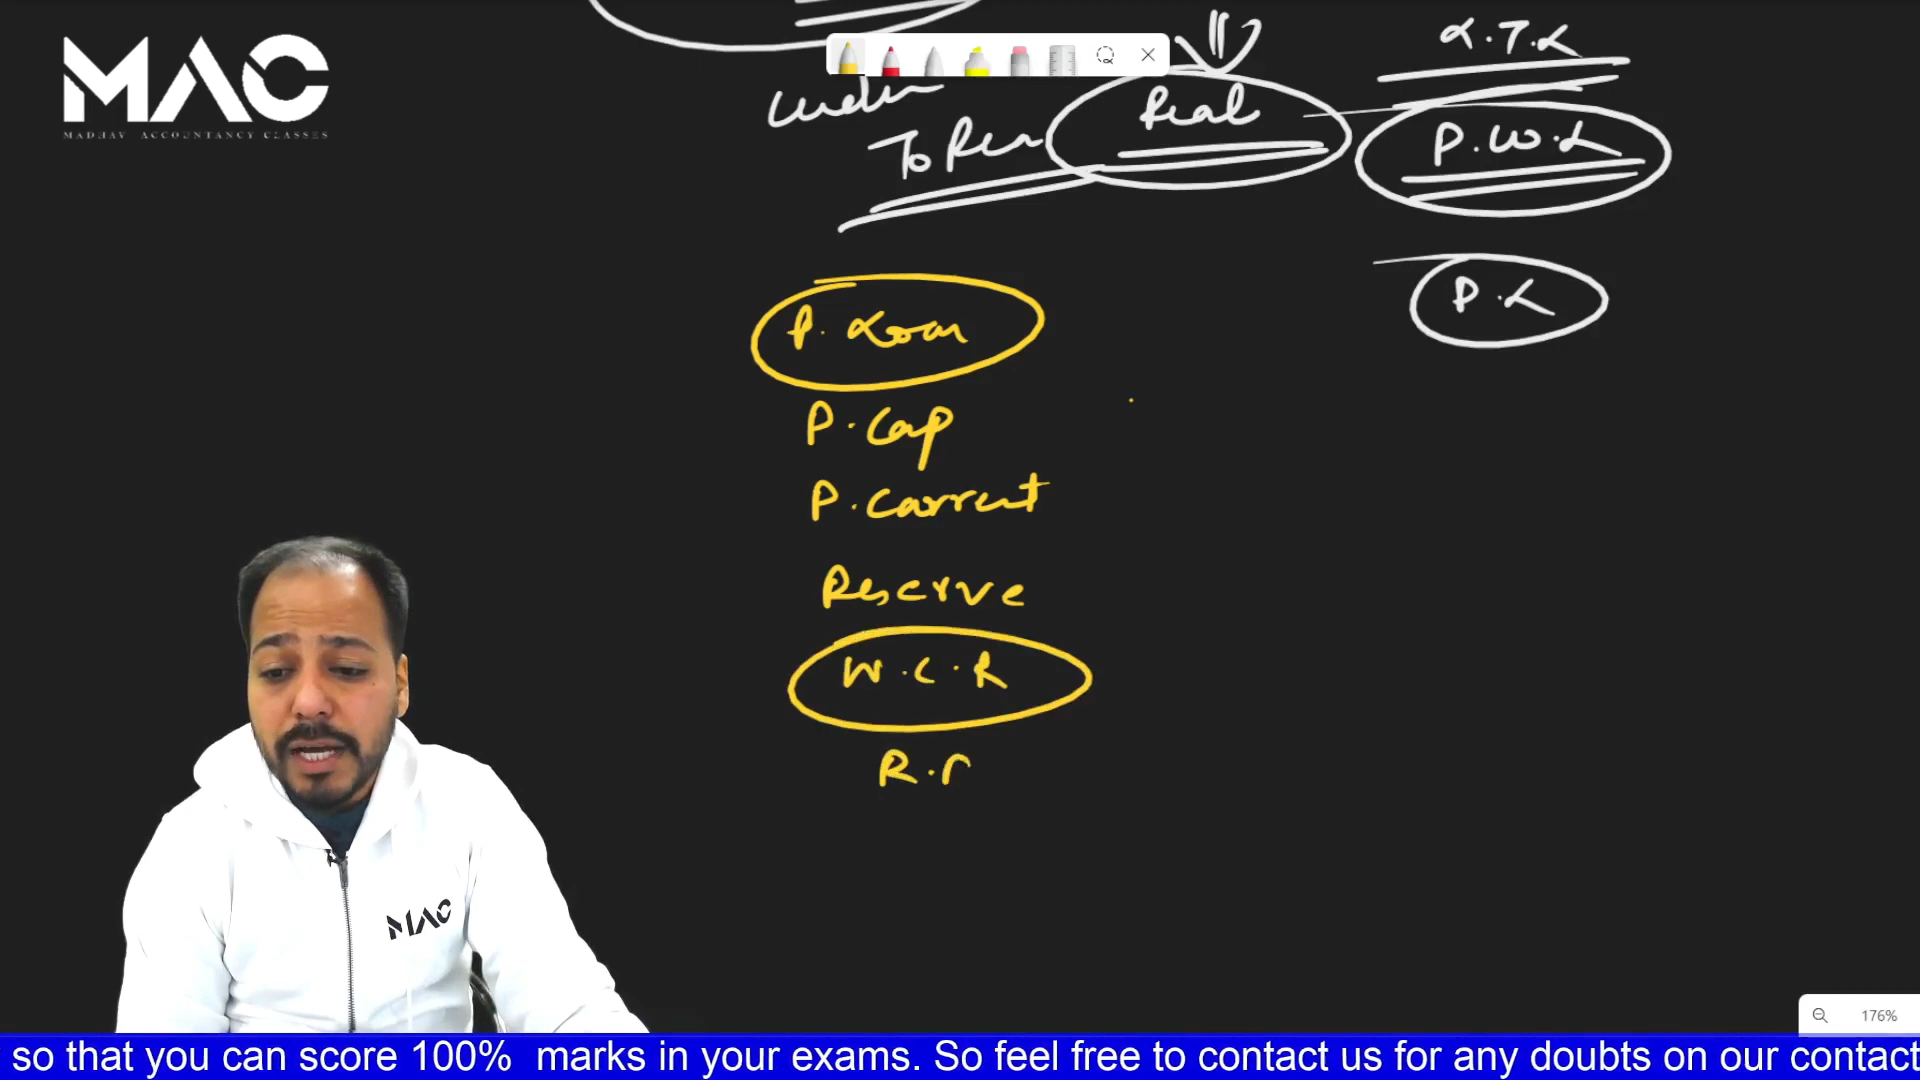 MAC
MADHAV ACCOUNTANCY CLASSES
L.T.L
under
To Rea
Real
P.W.L
P.L
P. Loan
P. Cap
P. Current
Reserve
W.C.R
R.r
MAC
176%
so that you can score 100% marks in your exams. So feel free to contact us for any doubts on our contact